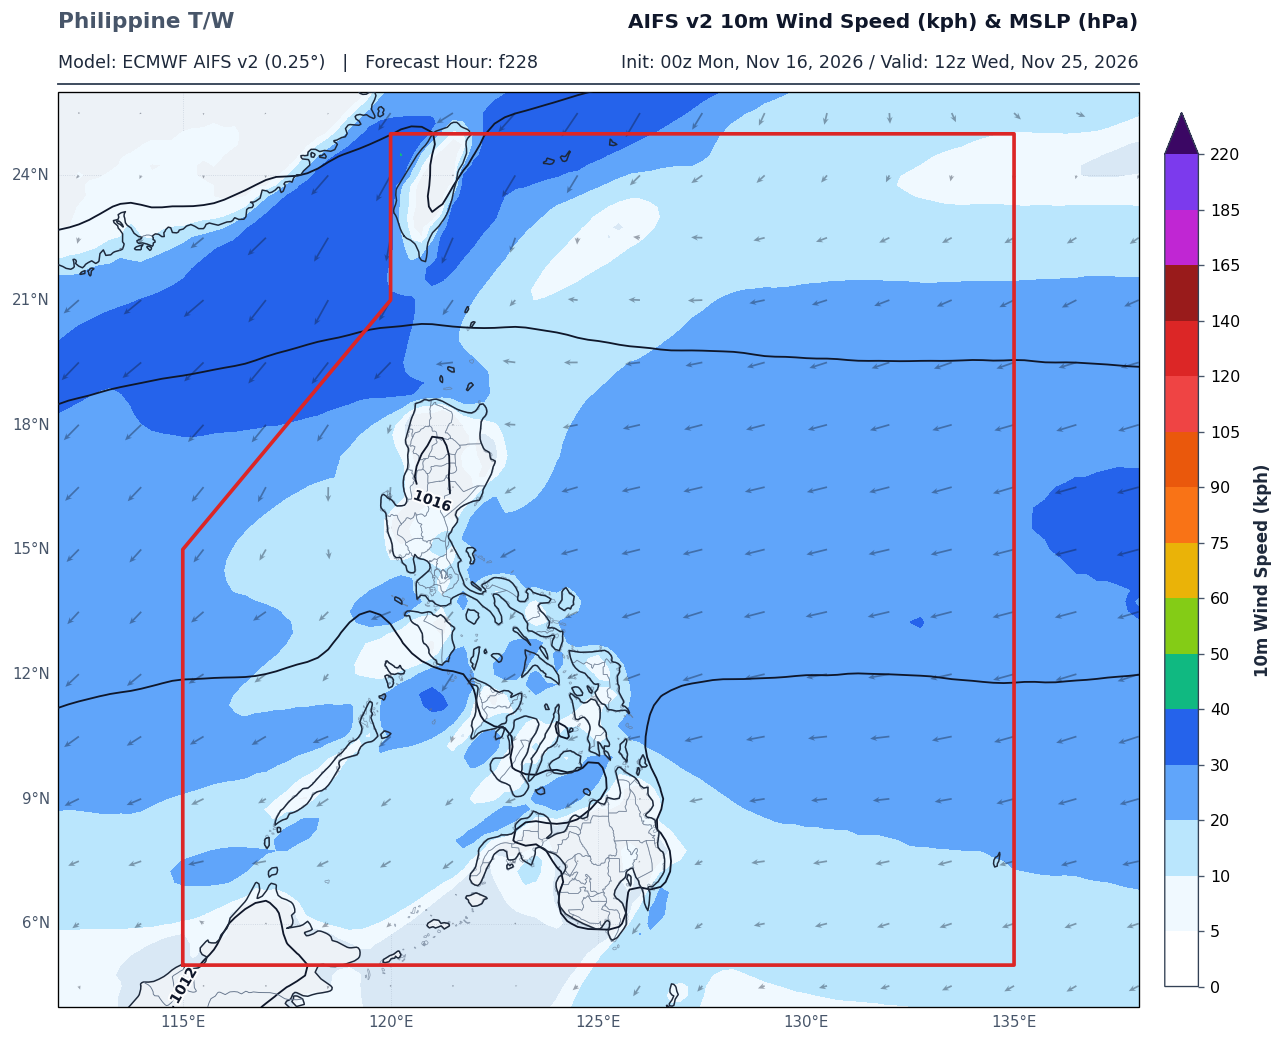 Philippine T/W
AIFS v2 10m Wind Speed (kph) & MSLP (hPa)
Model: ECMWF AIFS v2 (0.25°) | Forecast Hour: f228
Init: 00z Mon, Nov 16, 2026 / Valid: 12z Wed, Nov 25, 2026
24°N
21°N
18°N
15°N
12°N
9°N
6°N
115°E
120°E
125°E
130°E
135°E
1016
1012
220
185
165
140
120
105
90
75
60
50
40
30
20
10
5
0
10m Wind Speed (kph)